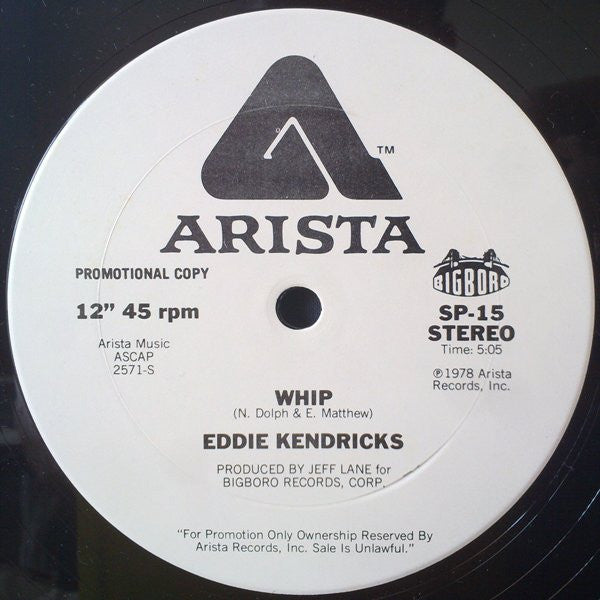 TM
ARISTA
PROMOTIONAL COPY
BIGBORO
12” 45 rpm
SP-15
STEREO
Time: 5:05
Arista Music
ASCAP
2571-S
℗1978 Arista
Records, Inc.
WHIP
(N. Dolph & E. Matthew)
EDDIE KENDRICKS
PRODUCED BY JEFF LANE for
BIGBORO RECORDS, CORP.
“For Promotion Only Ownership Reserved By
Arista Records, Inc. Sale Is Unlawful.”